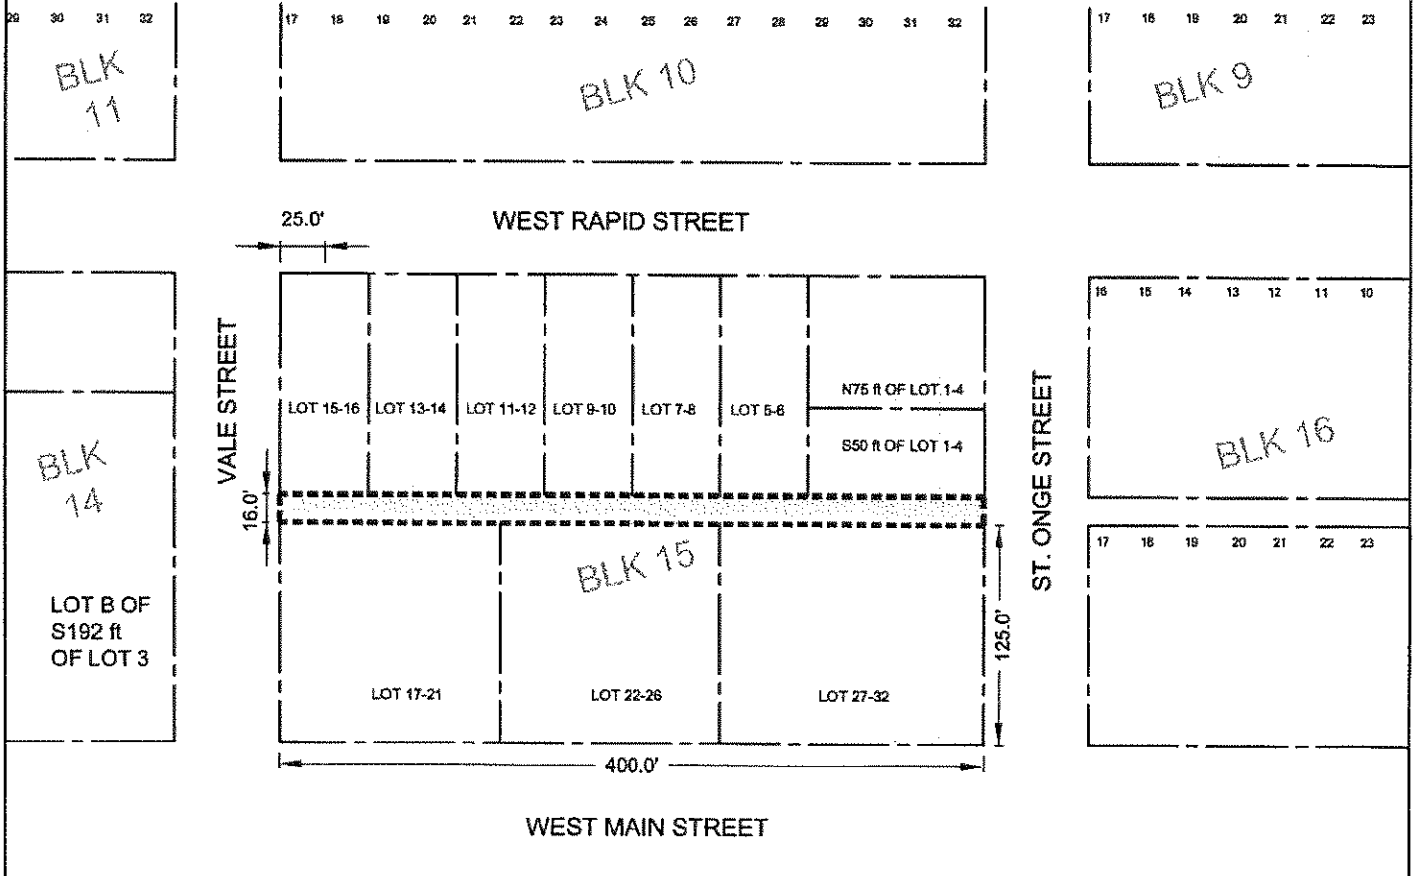 29 30 31 32
17 18 19 20 21 22 23 24 25 26 27 28 29 30 31 32
17 18 19 20 21 22 23
BLK
11
BLK 10
BLK 9
25.0'
WEST RAPID STREET
VALE STREET
16 15 14 13 12 11 10
LOT 15-16
LOT 13-14
LOT 11-12
LOT 9-10
LOT 7-8
LOT 5-6
N75 ft OF LOT 1-4
S50 ft OF LOT 1-4
ST. ONGE STREET
BLK 16
BLK
14
16.0'
BLK 15
17 18 19 20 21 22 23
LOT B OF
S192 ft
OF LOT 3
125.0'
LOT 17-21
LOT 22-26
LOT 27-32
400.0'
WEST MAIN STREET